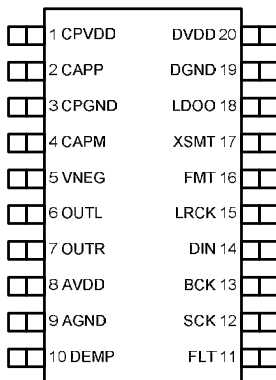 1 CPVDD DVDD 20
2 CAPP DGND 19
3 CPGND LDOO 18
4 CAPM XSMT 17
5 VNEG FMT 16
6 OUTL LRCK 15
7 OUTR DIN 14
8 AVDD BCK 13
9 AGND SCK 12
10 DEMP FLT 11